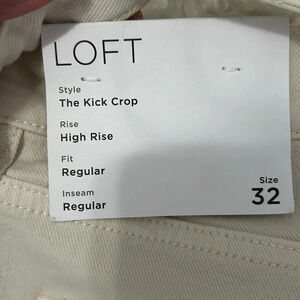 LOFT
Style
The Kick Crop
Rise
High Rise
Fit
Regular
Inseam
Regular
Size
32